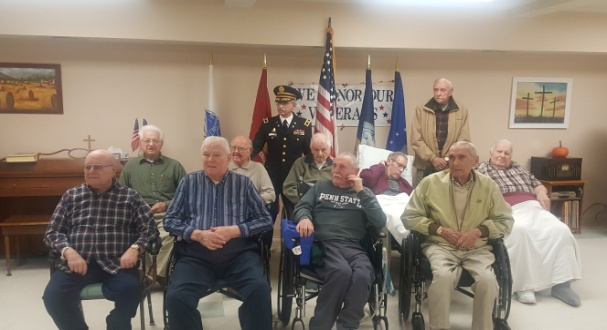 WE HONOR OUR
VETERANS
PENN STATE